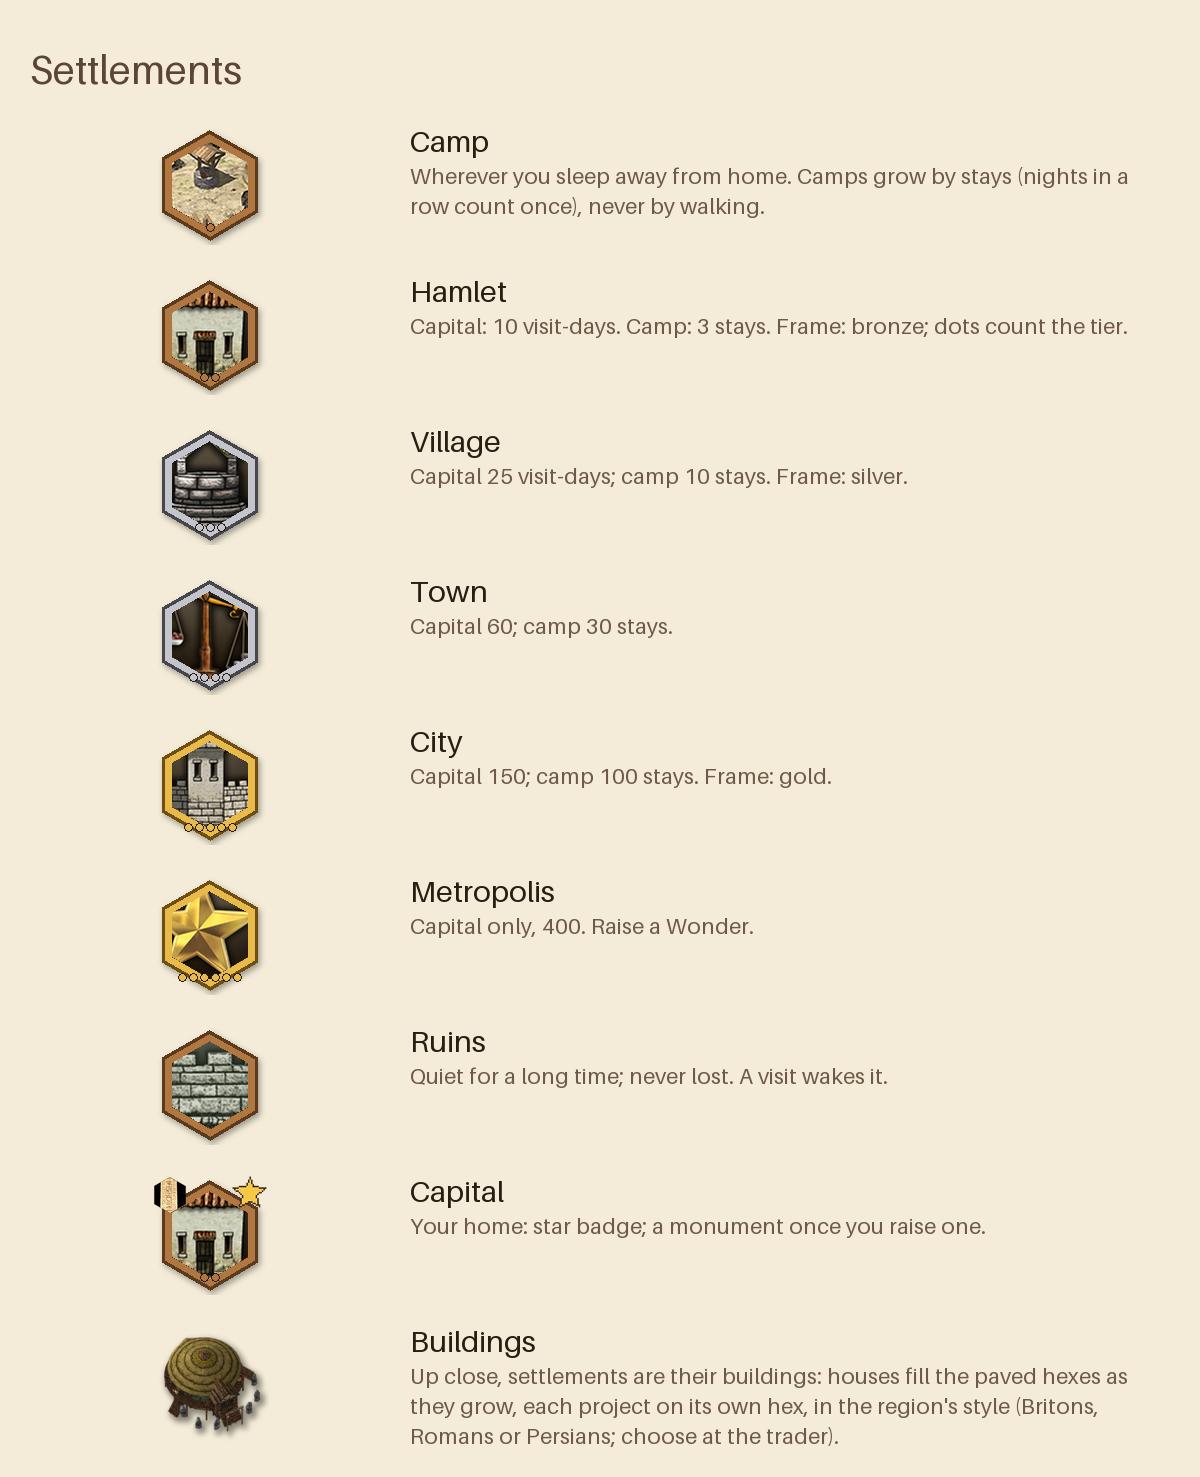 Settlements
Camp
Wherever you sleep away from home. Camps grow by stays (nights in a
row count once), never by walking.
Hamlet
Capital: 10 visit-days. Camp: 3 stays. Frame: bronze; dots count the tier.
Village
Capital 25 visit-days; camp 10 stays. Frame: silver.
Town
Capital 60; camp 30 stays.
City
Capital 150; camp 100 stays. Frame: gold.
Metropolis
Capital only, 400. Raise a Wonder.
Ruins
Quiet for a long time; never lost. A visit wakes it.
Capital
Your home: star badge; a monument once you raise one.
Buildings
Up close, settlements are their buildings: houses fill the paved hexes as
they grow, each project on its own hex, in the region's style (Britons,
Romans or Persians; choose at the trader).